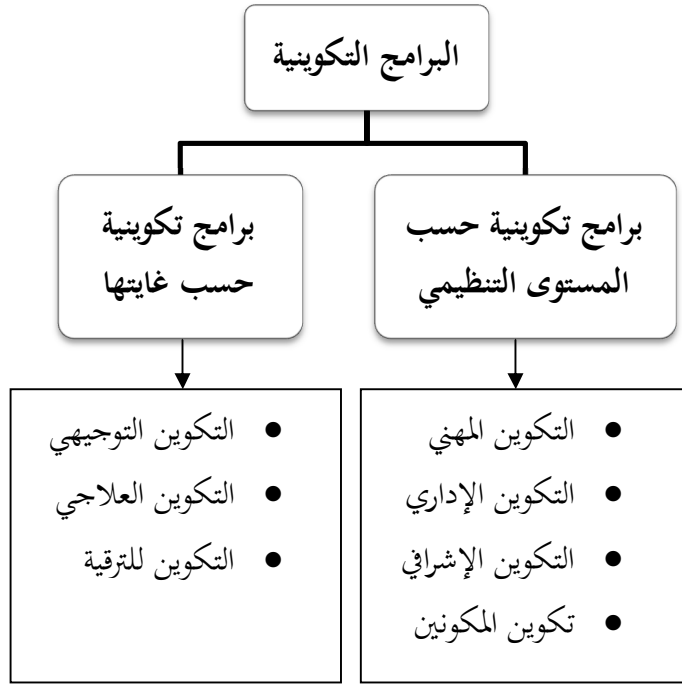 البرامج التكوينية
برامج تكوينية حسب
المستوى التنظيمي
برامج تكوينية
حسب غايتها
● التكوين المهني
● التكوين الإداري
● التكوين الإشرافي
● تكوين المكونين
● التكوين التوجيهي
● التكوين العلاجي
● التكوين للترقية